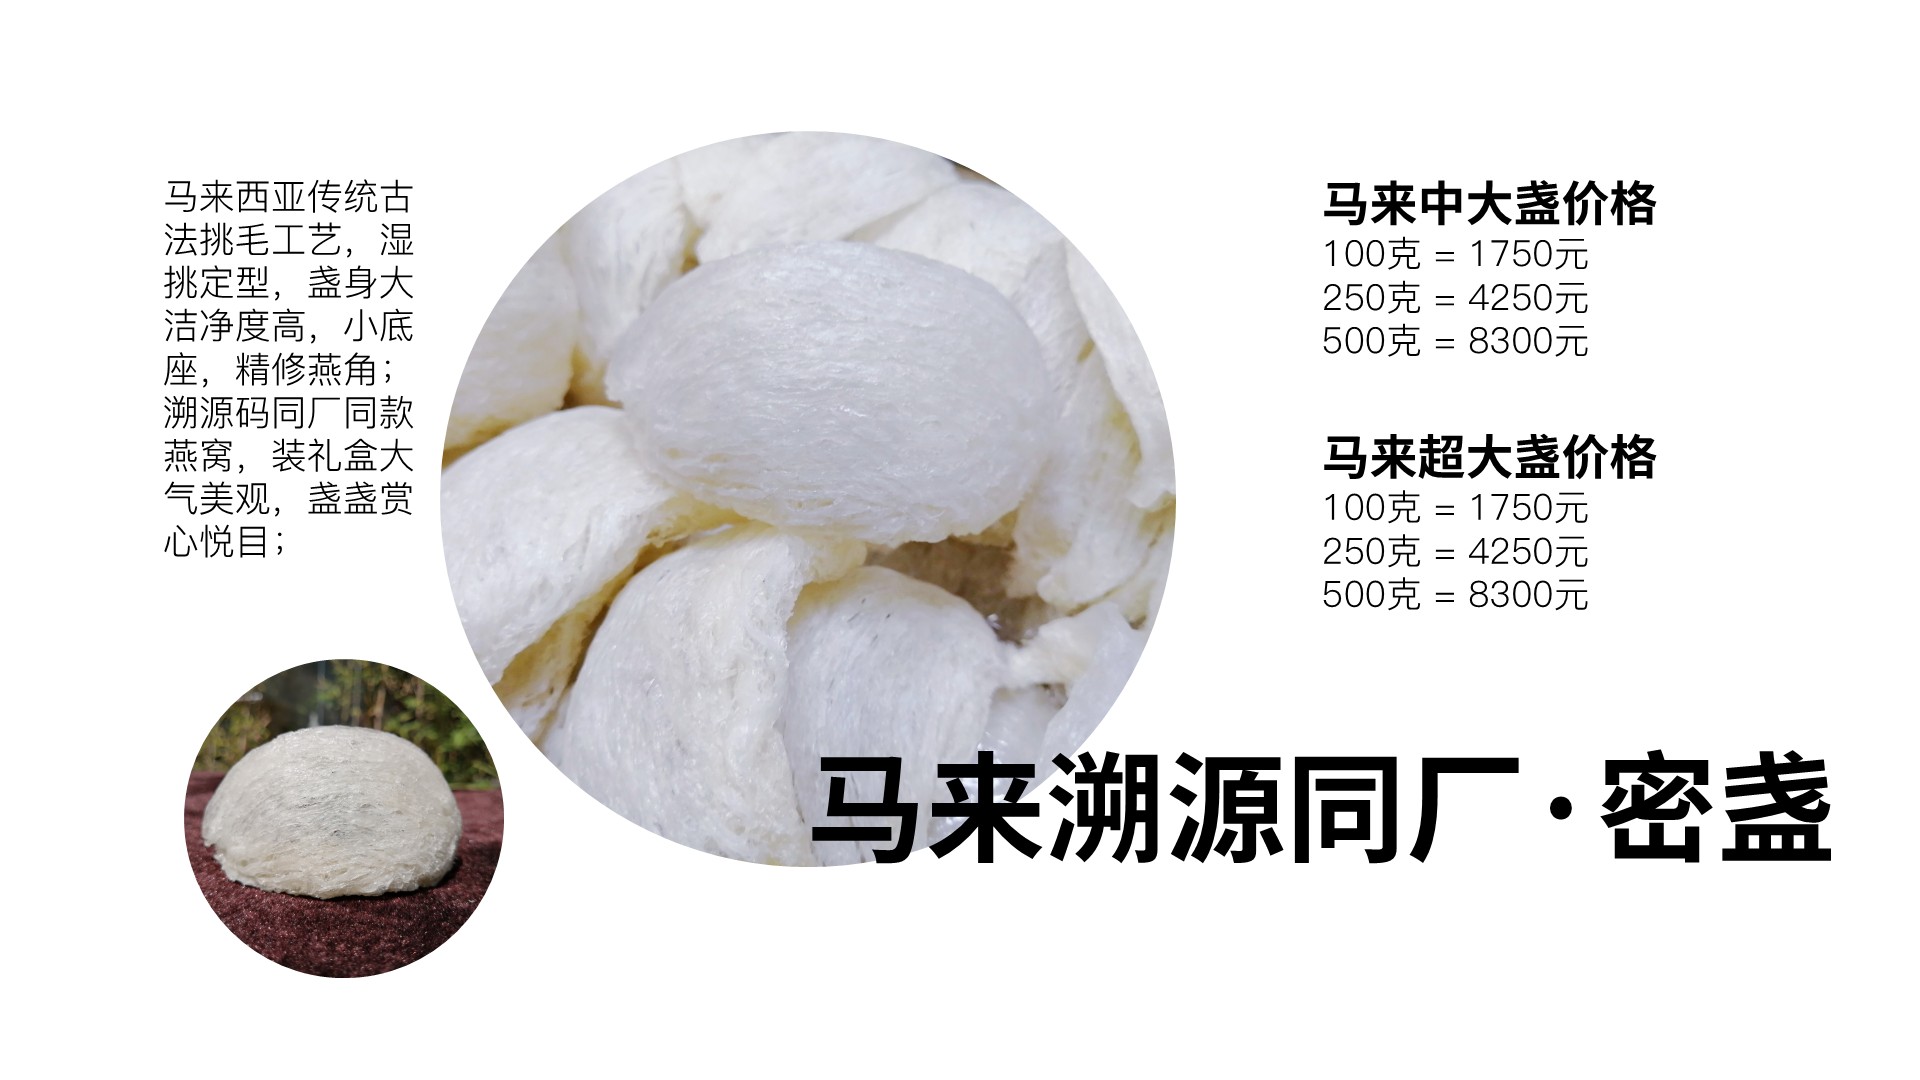 马来西亚传统古
法挑毛工艺，湿
挑定型，盏身大
洁净度高，小底
座，精修燕角；
溯源码同厂同款
燕窝，装礼盒大
气美观，盏盏赏
心悦目；
马来中大盏价格
100克 = 1750元
250克 = 4250元
500克 = 8300元
马来超大盏价格
100克 = 1750元
250克 = 4250元
500克 = 8300元
马来溯源同厂·密盏